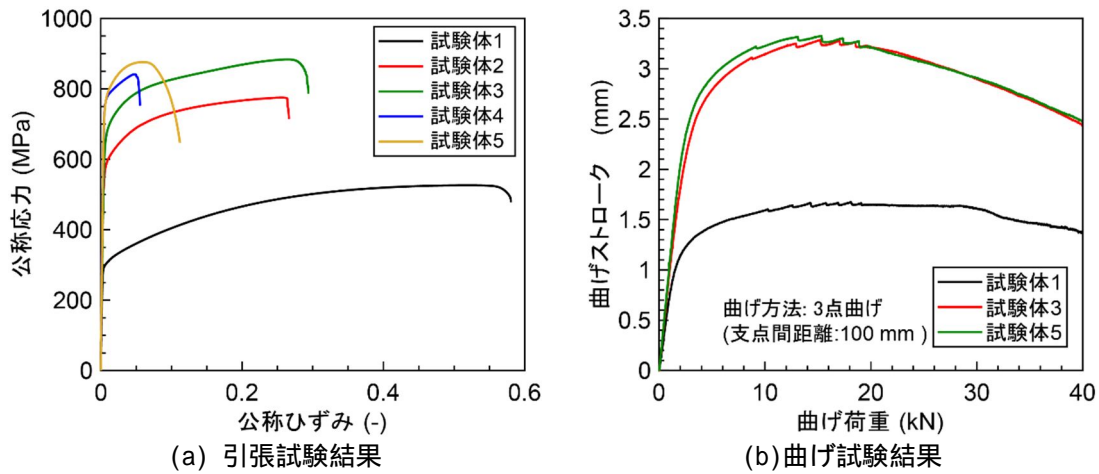 1000
800
600
400
200
0
公称応力 (MPa)
試験体1
試験体2
試験体3
試験体4
試験体5
0
0.2
0.4
0.6
公称ひずみ (-)
(a) 引張試験結果
3.5
3
2.5
2
1.5
1
0.5
0
曲げストローク (mm)
曲げ方法: 3点曲げ
(支点間距離:100 mm )
試験体1
試験体3
試験体5
0
10
20
30
40
曲げ荷重 (kN)
(b)曲げ試験結果